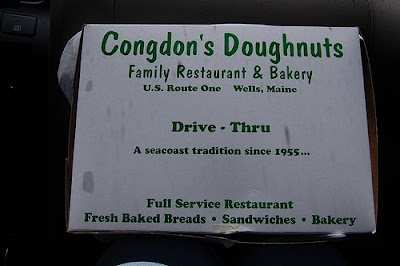 Congdon's Doughnuts
Family Restaurant & Bakery
U.S. Route One Wells, Maine
Drive - Thru
A seacoast tradition since 1955...
Full Service Restaurant
Fresh Baked Breads • Sandwiches • Bakery